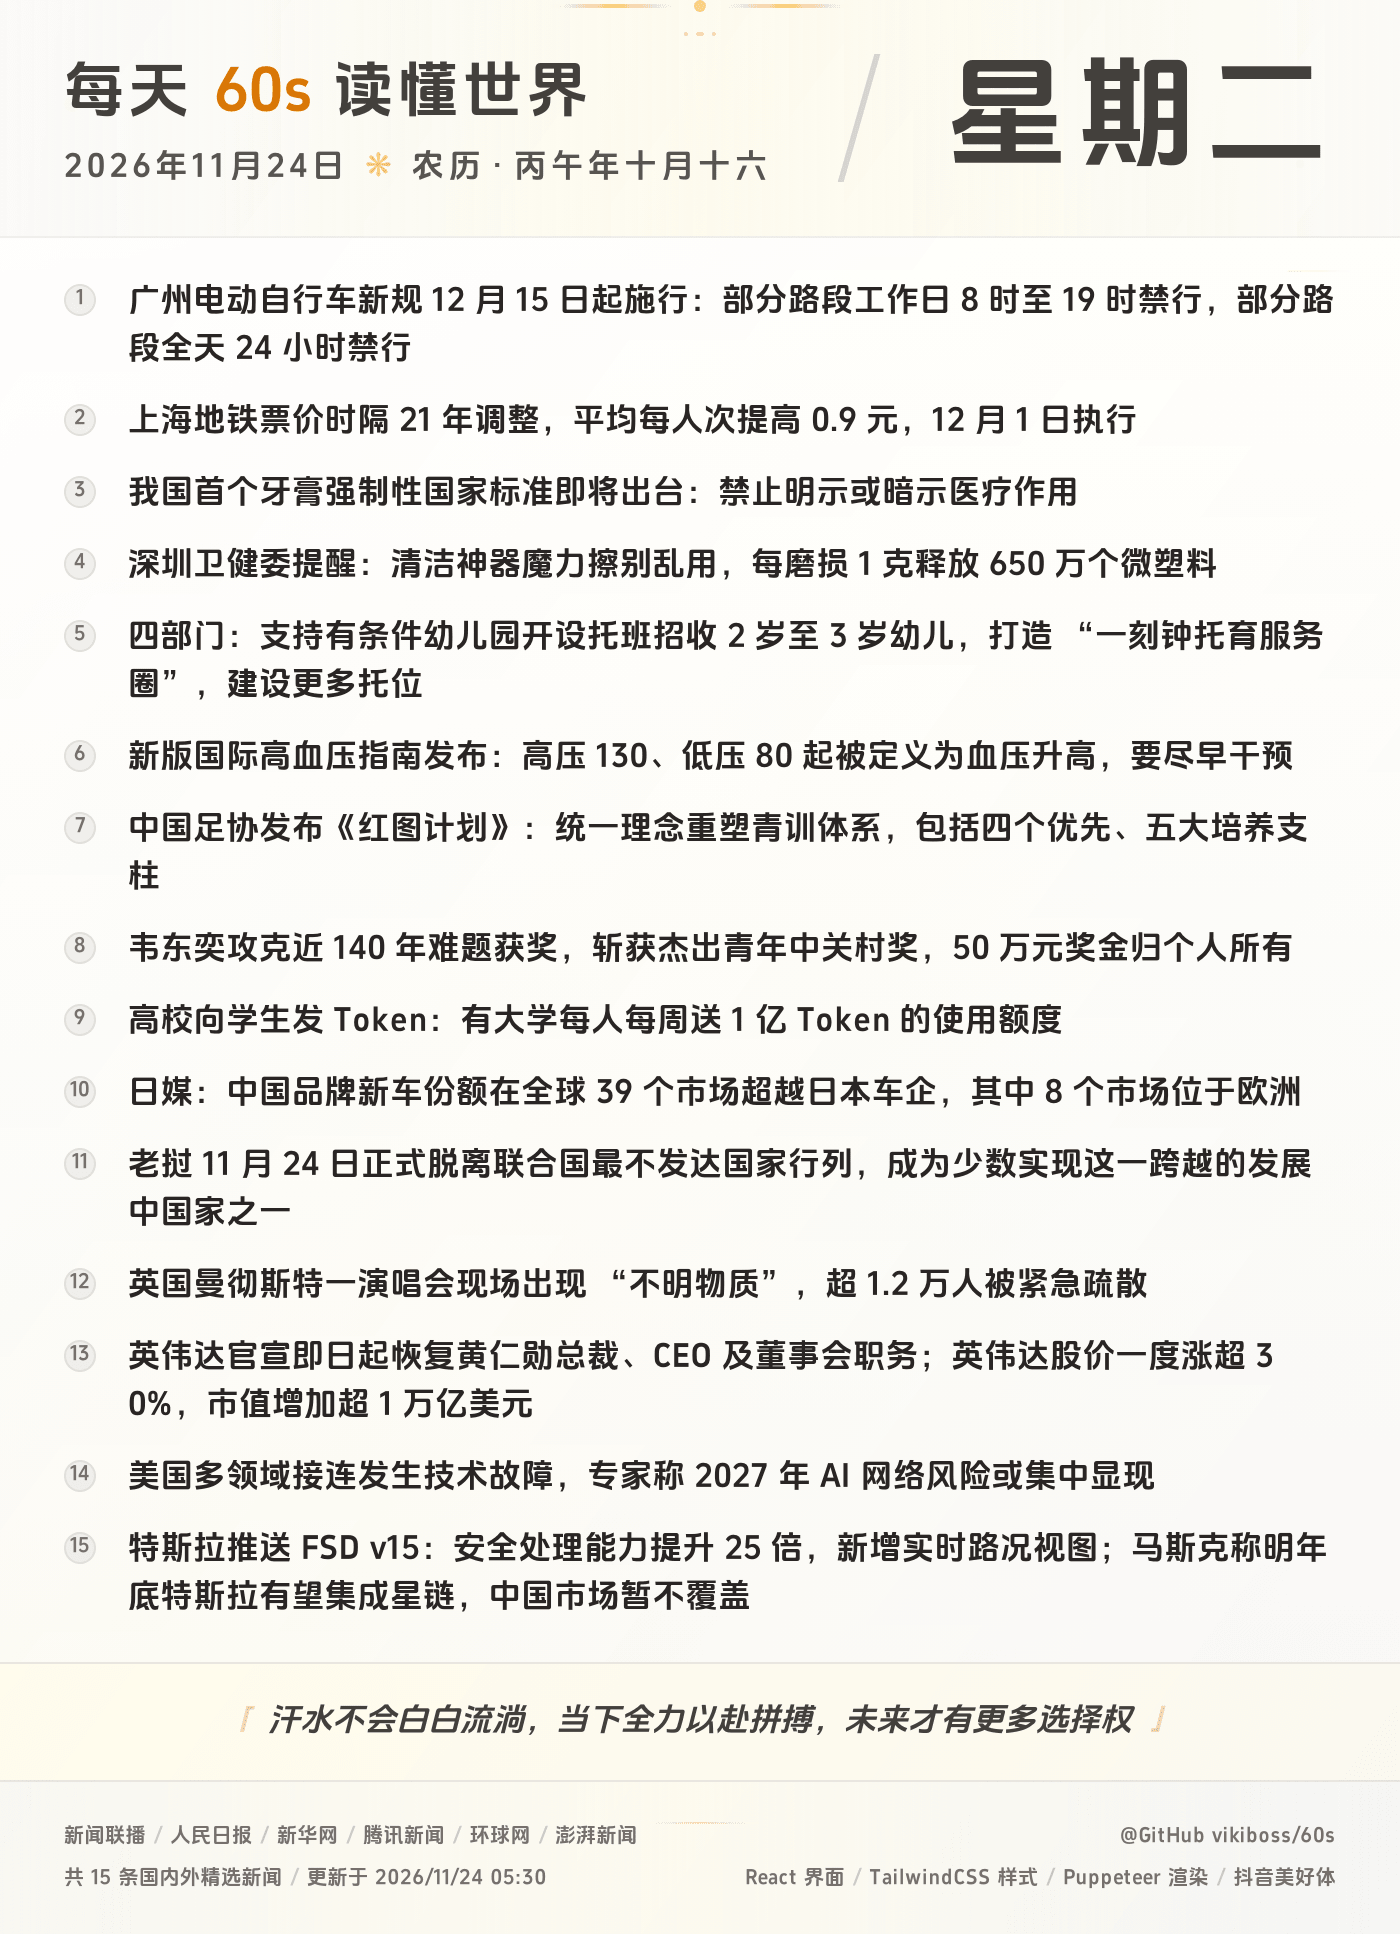 每天 60s 读懂世界
2026年11月24日 ❋ 农历 · 丙午年十月十六
星期二
1 广州电动自行车新规 12 月 15 日起施行：部分路段工作日 8 时至 19 时禁行，部分路
段全天 24 小时禁行
2 上海地铁票价时隔 21 年调整，平均每人次提高 0.9 元，12 月 1 日执行
3 我国首个牙膏强制性国家标准即将出台：禁止明示或暗示医疗作用
4 深圳卫健委提醒：清洁神器魔力擦别乱用，每磨损 1 克释放 650 万个微塑料
5 四部门：支持有条件幼儿园开设托班招收 2 岁至 3 岁幼儿，打造 “一刻钟托育服务
圈”，建设更多托位
6 新版国际高血压指南发布：高压 130、低压 80 起被定义为血压升高，要尽早干预
7 中国足协发布《红图计划》：统一理念重塑青训体系，包括四个优先、五大培养支
柱
8 韦东奕攻克近 140 年难题获奖，斩获杰出青年中关村奖，50 万元奖金归个人所有
9 高校向学生发 Token：有大学每人每周送 1 亿 Token 的使用额度
10 日媒：中国品牌新车份额在全球 39 个市场超越日本车企，其中 8 个市场位于欧洲
11 老挝 11 月 24 日正式脱离联合国最不发达国家行列，成为少数实现这一跨越的发展
中国家之一
12 英国曼彻斯特一演唱会现场出现 “不明物质”，超 1.2 万人被紧急疏散
13 英伟达官宣即日起恢复黄仁勋总裁、CEO 及董事会职务；英伟达股价一度涨超 3
0%，市值增加超 1 万亿美元
14 美国多领域接连发生技术故障，专家称 2027 年 AI 网络风险或集中显现
15 特斯拉推送 FSD v15：安全处理能力提升 25 倍，新增实时路况视图；马斯克称明年
底特斯拉有望集成星链，中国市场暂不覆盖
『 汗水不会白白流淌，当下全力以赴拼搏，未来才有更多选择权 』
新闻联播 / 人民日报 / 新华网 / 腾讯新闻 / 环球网 / 澎湃新闻
@GitHub vikiboss/60s
共 15 条国内外精选新闻 / 更新于 2026/11/24 05:30
React 界面 / TailwindCSS 样式 / Puppeteer 渲染 / 抖音美好体